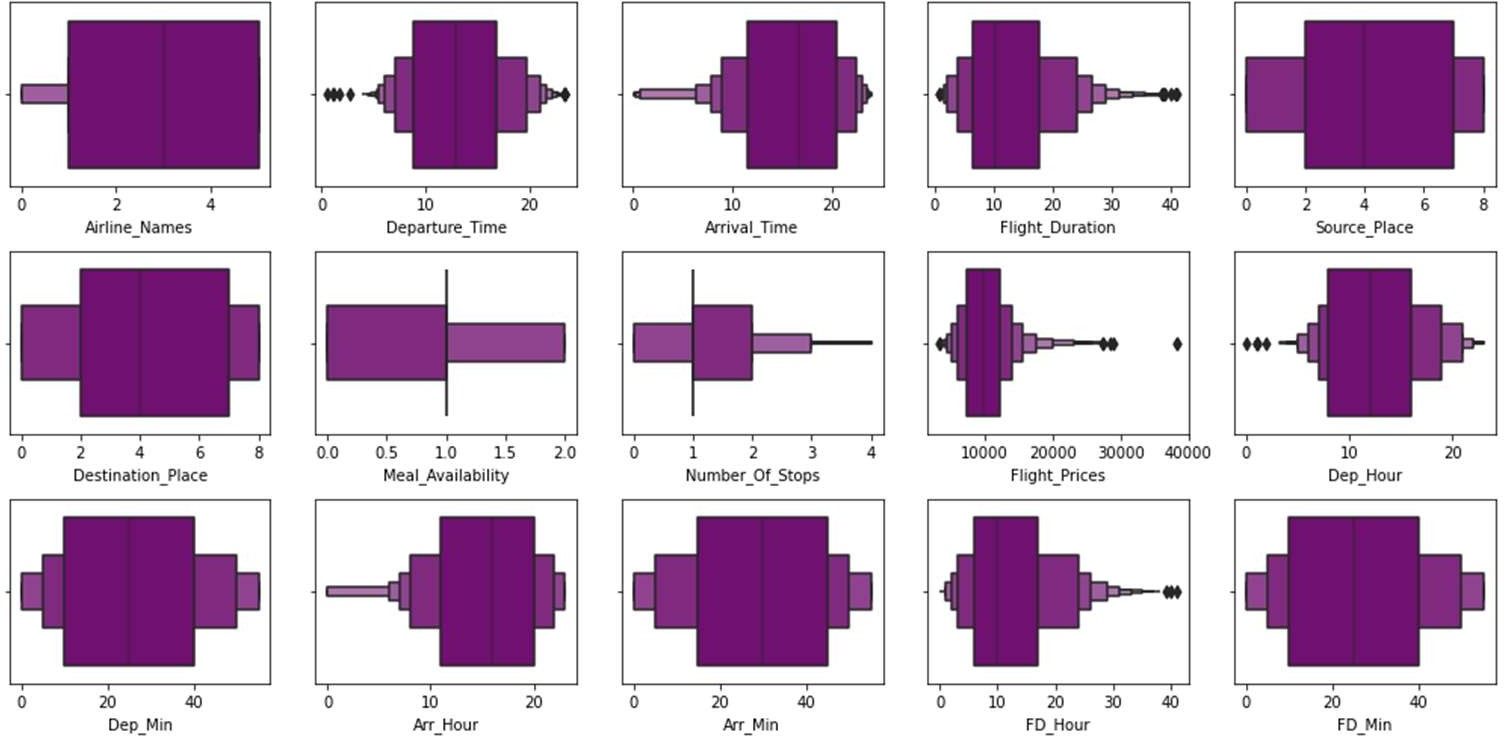 0 2 4
Airline_Names
0 10 20
Departure_Time
0 10 20
Arrival_Time
0 10 20 30 40
Flight_Duration
0 2 4 6 8
Source_Place
0 2 4 6 8
Destination_Place
0.0 0.5 1.0 1.5 2.0
Meal_Availability
0 1 2 3 4
Number_Of_Stops
10000 20000 30000 40000
Flight_Prices
0 10 20
Dep_Hour
0 20 40
Dep_Min
0 10 20
Arr_Hour
0 20 40
Arr_Min
0 10 20 30 40
FD_Hour
0 20 40
FD_Min